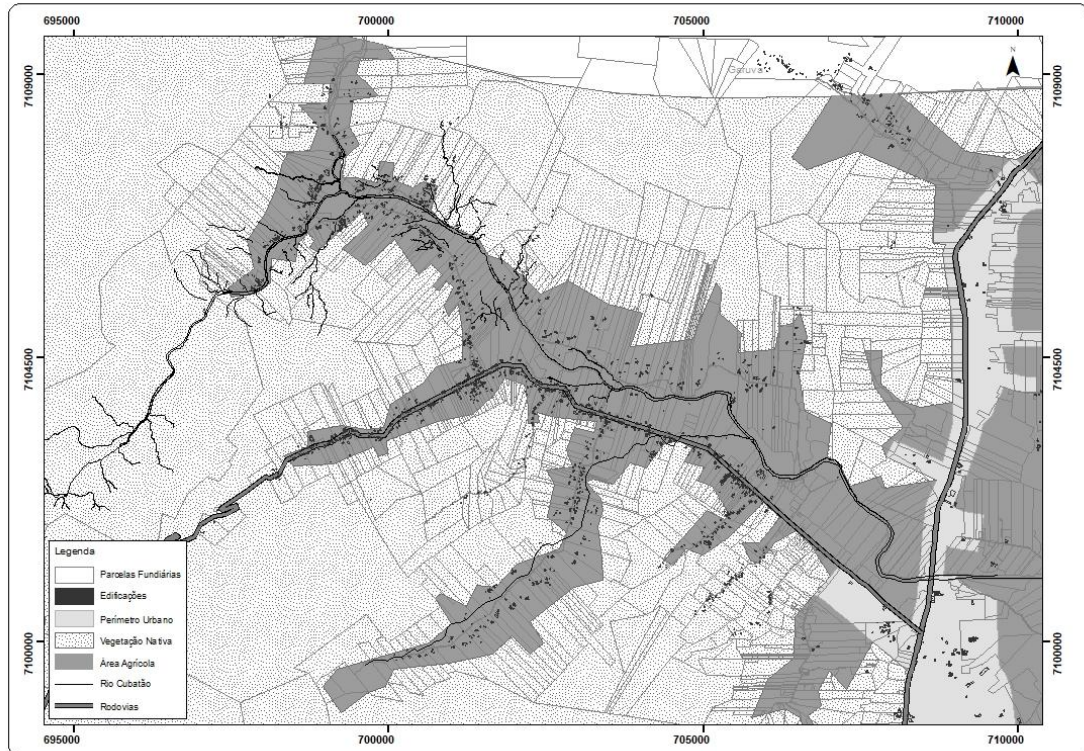 695000 700000 705000 710000
N
Garuva
7109000 7109000
7104500 7104500
Legenda
Parcelas Fundiárias
Edificações
Perímetro Urbano
Vegetação Nativa
Área Agrícola
Rio Cubatão
Rodovias
7100000 7100000
695000 700000 705000 710000